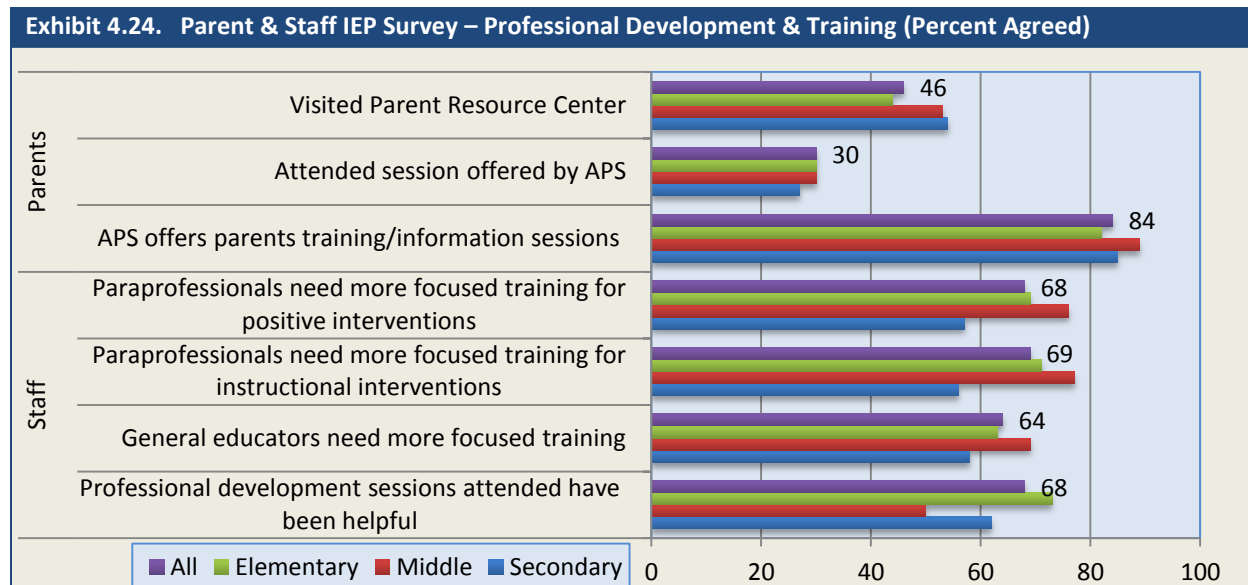 Exhibit 4.24. Parent & Staff IEP Survey – Professional Development & Training (Percent Agreed)
Parents
Visited Parent Resource Center
46
Attended session offered by APS
30
APS offers parents training/information sessions
84
Staff
Paraprofessionals need more focused training for
positive interventions
68
Paraprofessionals need more focused training for
instructional interventions
69
General educators need more focused training
64
Professional development sessions attended have
been helpful
68
All Elementary Middle Secondary
0 20 40 60 80 100